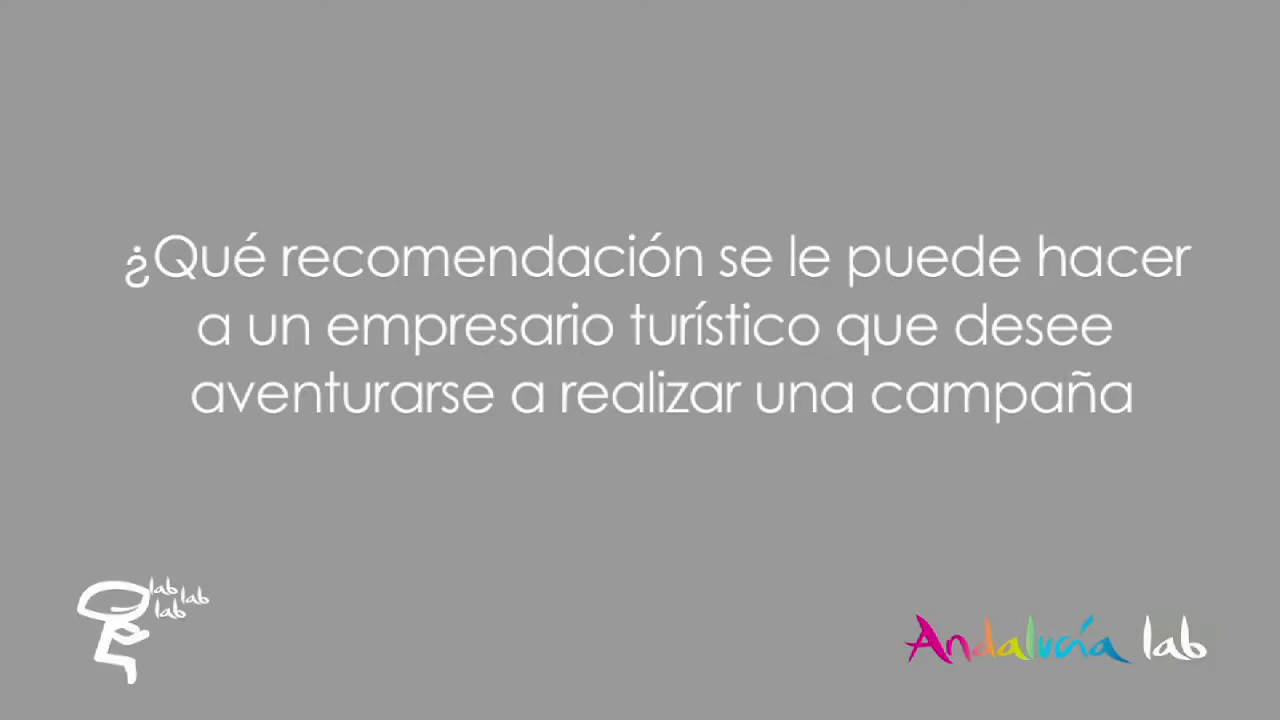 ¿Qué recomendación se le puede hacer
a un empresario turístico que desee
aventurarse a realizar una campaña
lab
lab
lab
Andalucía lab